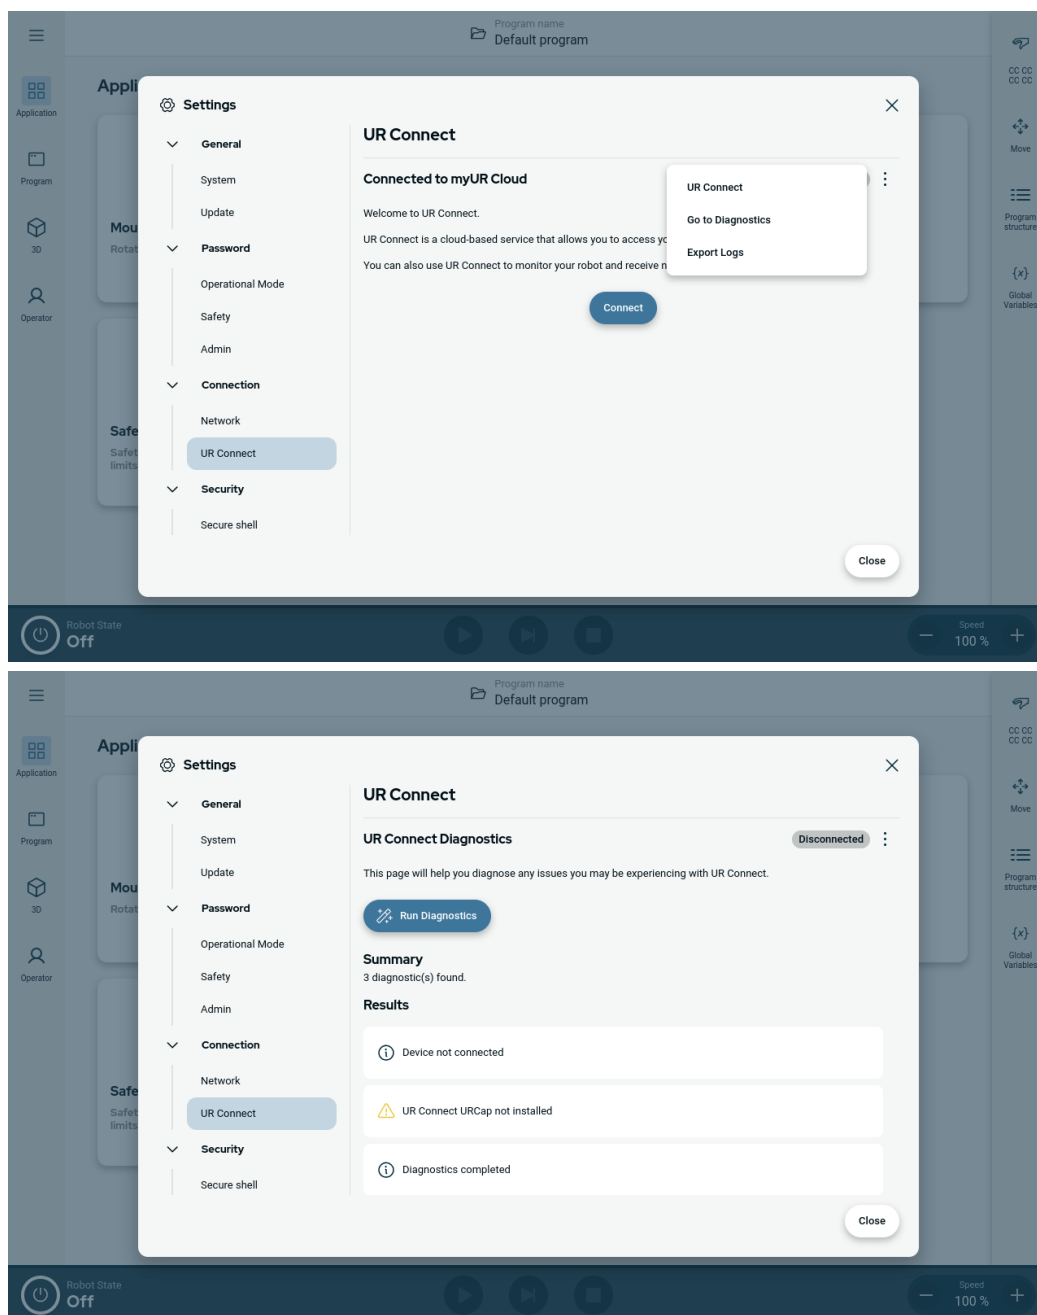 Program name
Default program
Application
Program
3D
Operator
Appli
Mou
Rotat
Safe
Safet
limits
Settings
General
System
Update
Password
Operational Mode
Safety
Admin
Connection
Network
UR Connect
Security
Secure shell
UR Connect
Connected to myUR Cloud
Welcome to UR Connect.
UR Connect is a cloud-based service that allows you to access yo
You can also use UR Connect to monitor your robot and receive n
Connect
UR Connect
Go to Diagnostics
Export Logs
Close
CC CC
CC CC
Move
Program
structure
{x}
Global
Variables
Robot State
Off
Speed
100 %
Program name
Default program
Application
Program
3D
Operator
Appli
Mou
Rotat
Safe
Safet
limits
Settings
General
System
Update
Password
Operational Mode
Safety
Admin
Connection
Network
UR Connect
Security
Secure shell
UR Connect
UR Connect Diagnostics
Disconnected
This page will help you diagnose any issues you may be experiencing with UR Connect.
Run Diagnostics
Summary
3 diagnostic(s) found.
Results
Device not connected
UR Connect URCap not installed
Diagnostics completed
Close
CC CC
CC CC
Move
Program
structure
{x}
Global
Variables
Robot State
Off
Speed
100 %